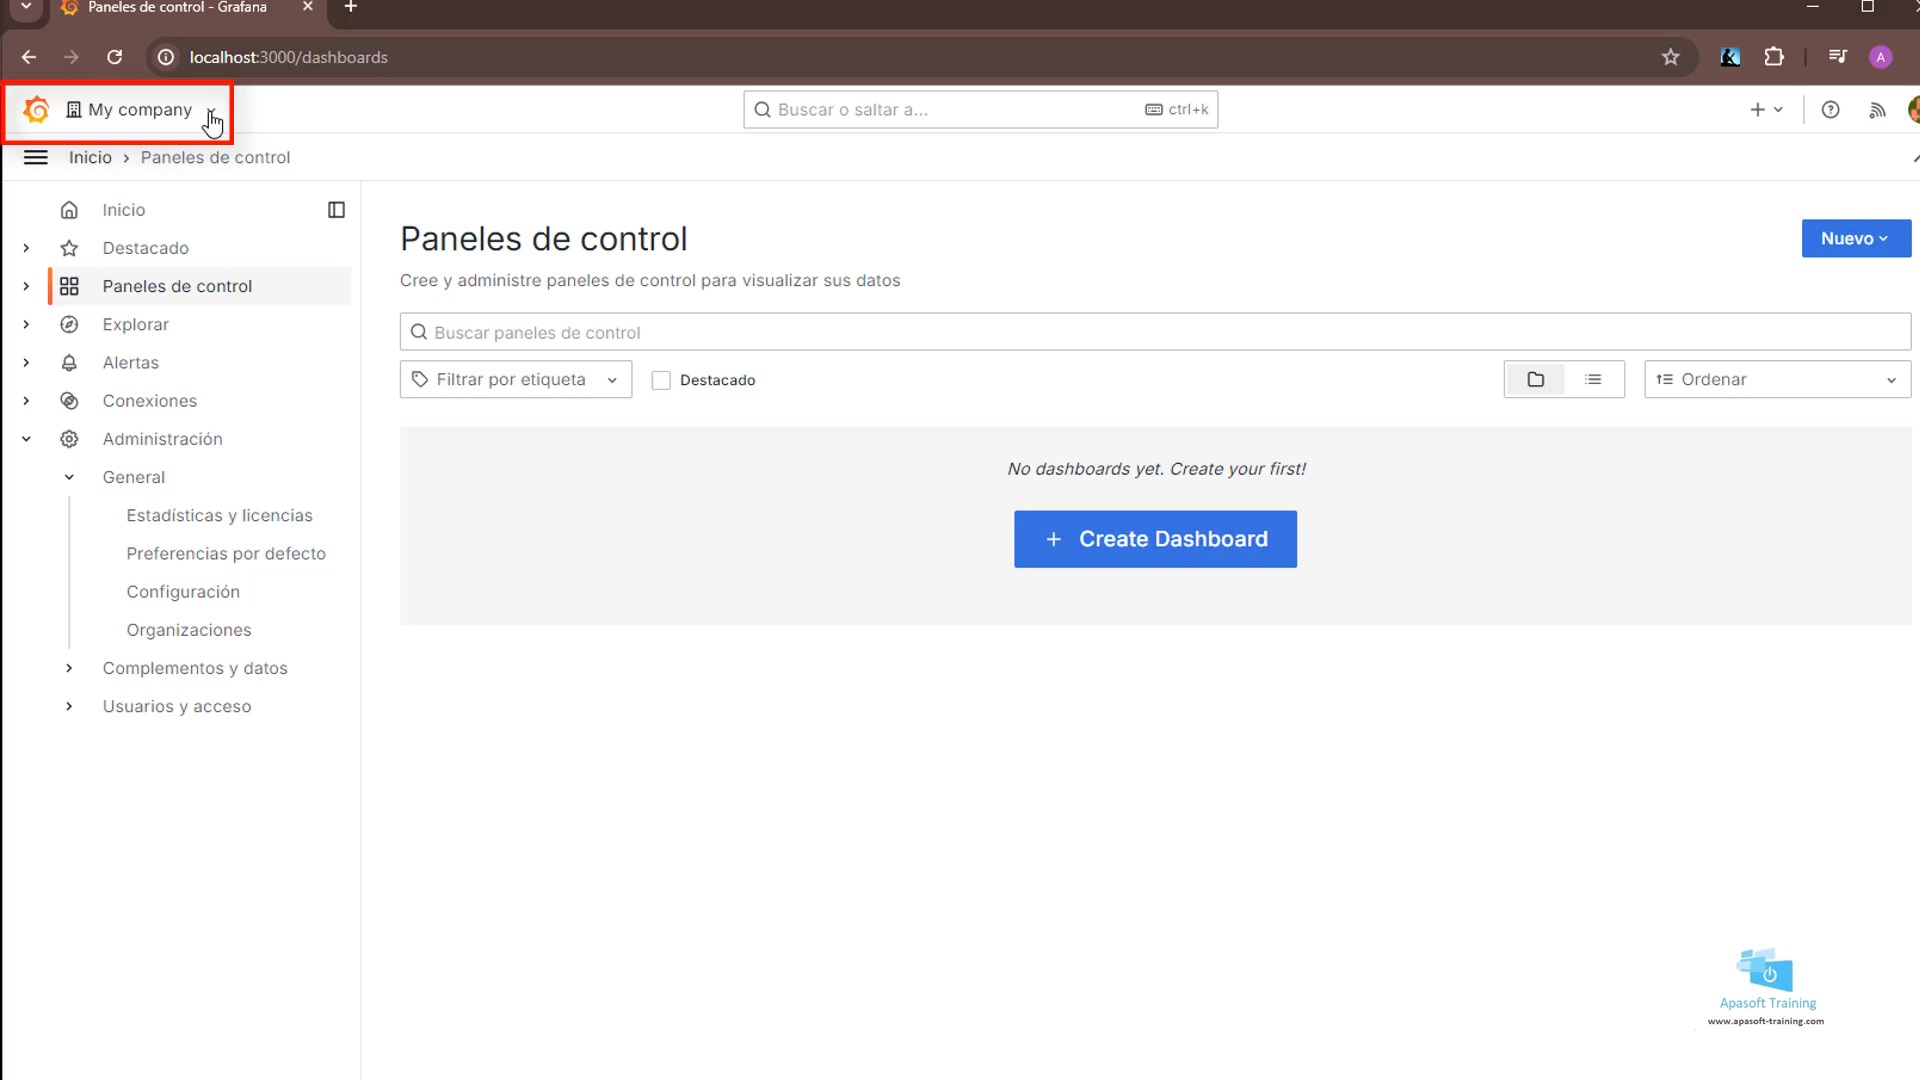 Paneles de control - Grafana
localhost:3000/dashboards
A
My company
Buscar o saltar a...
ctrl+k
Inicio › Paneles de control
Inicio
Destacado
Paneles de control
Explorar
Alertas
Conexiones
Administración
General
Estadísticas y licencias
Preferencias por defecto
Configuración
Organizaciones
Complementos y datos
Usuarios y acceso
Paneles de control
Nuevo
Cree y administre paneles de control para visualizar sus datos
Buscar paneles de control
Filtrar por etiqueta
Destacado
Ordenar
No dashboards yet. Create your first!
+ Create Dashboard
Apasoft Training
www.apasoft-training.com